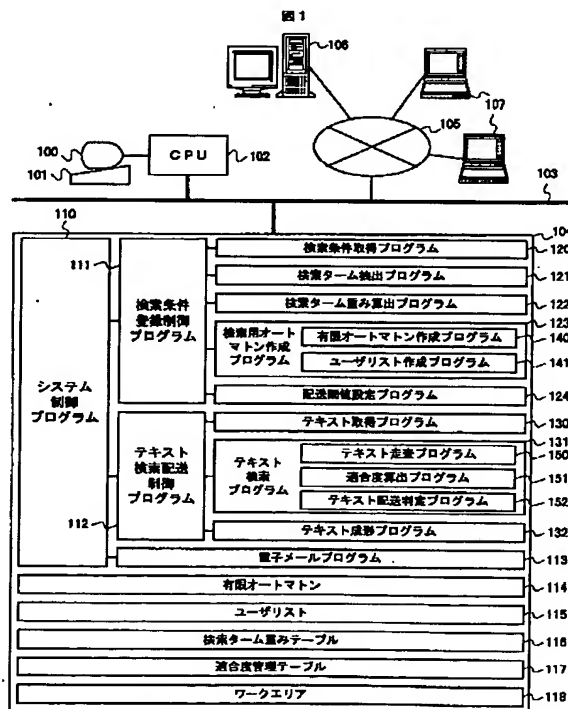 図1
106
107
105
100
101
CPU
102
103
104
110
システム
制御
プログラム
111
検索条件
登録制御
プログラム
検索条件取得プログラム
120
検索ターム抽出プログラム
121
検索ターム重み算出プログラム
122
123
検索用オート
マトン作成
プログラム
有限オートマトン作成プログラム
140
ユーザリスト作成プログラム
141
配送閾値設定プログラム
124
112
テキスト
検索配送
制御
プログラム
テキスト取得プログラム
130
131
テキスト
検索
プログラム
テキスト走査プログラム
150
適合度算出プログラム
151
テキスト配送判定プログラム
152
テキスト成形プログラム
132
電子メールプログラム
113
有限オートマトン
114
ユーザリスト
115
検索ターム重みテーブル
116
適合度管理テーブル
117
ワークエリア
118